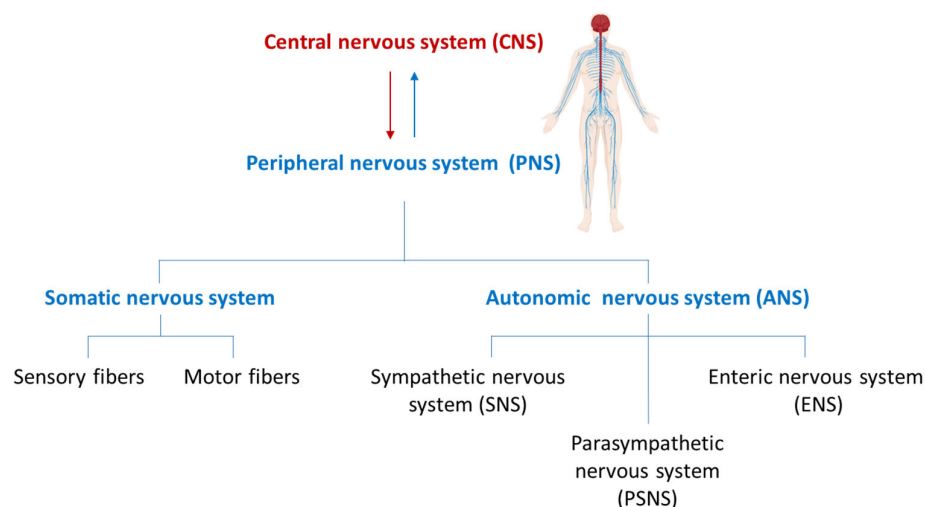 Central nervous system (CNS)
Peripheral nervous system (PNS)
Somatic nervous system
Autonomic nervous system (ANS)
Sensory fibers
Motor fibers
Sympathetic nervous
system (SNS)
Enteric nervous system
(ENS)
Parasympathetic
nervous system
(PSNS)